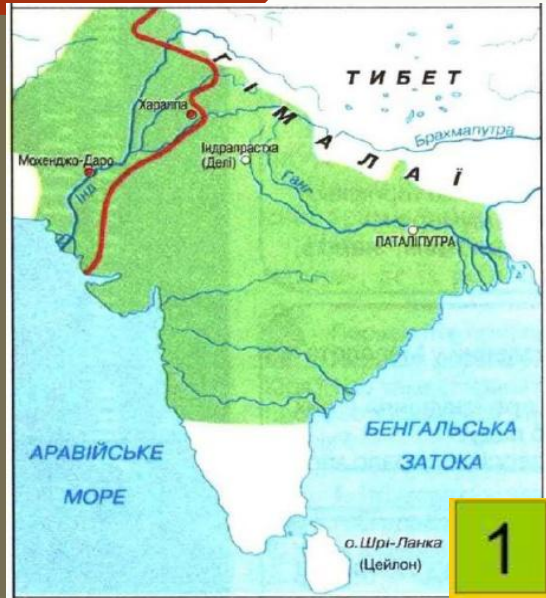 ГІМАЛАЇ
ТИБЕТ
Хараппа
Брахмапутра
Індрапрастха
(Делі)
Мохенджо-Даро
Інд
Ганг
ПАТАЛІПУТРА
АРАВІЙСЬКЕ
МОРЕ
БЕНГАЛЬСЬКА
ЗАТОКА
о.Шрі-Ланка
(Цейлон)
1